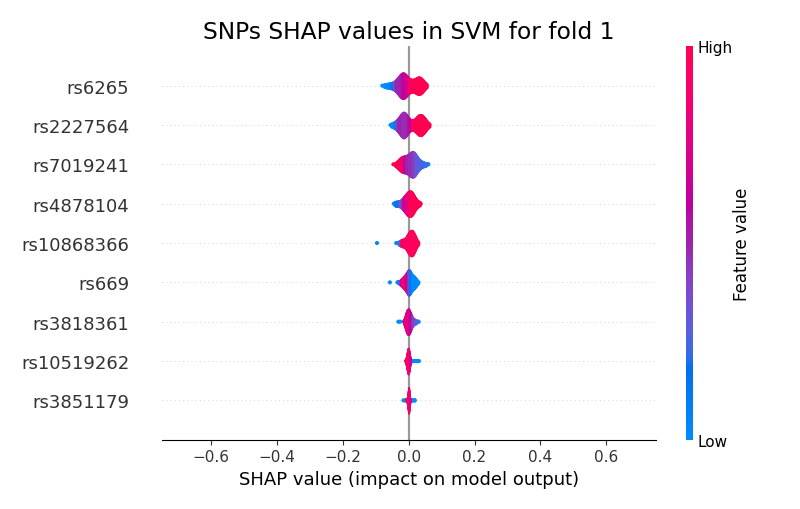 SNPs SHAP values in SVM for fold 1
High
rs6265
rs2227564
rs7019241
rs4878104
rs10868366
rs669
rs3818361
rs10519262
rs3851179
Feature value
Low
−0.6 −0.4 −0.2 0.0 0.2 0.4 0.6
SHAP value (impact on model output)